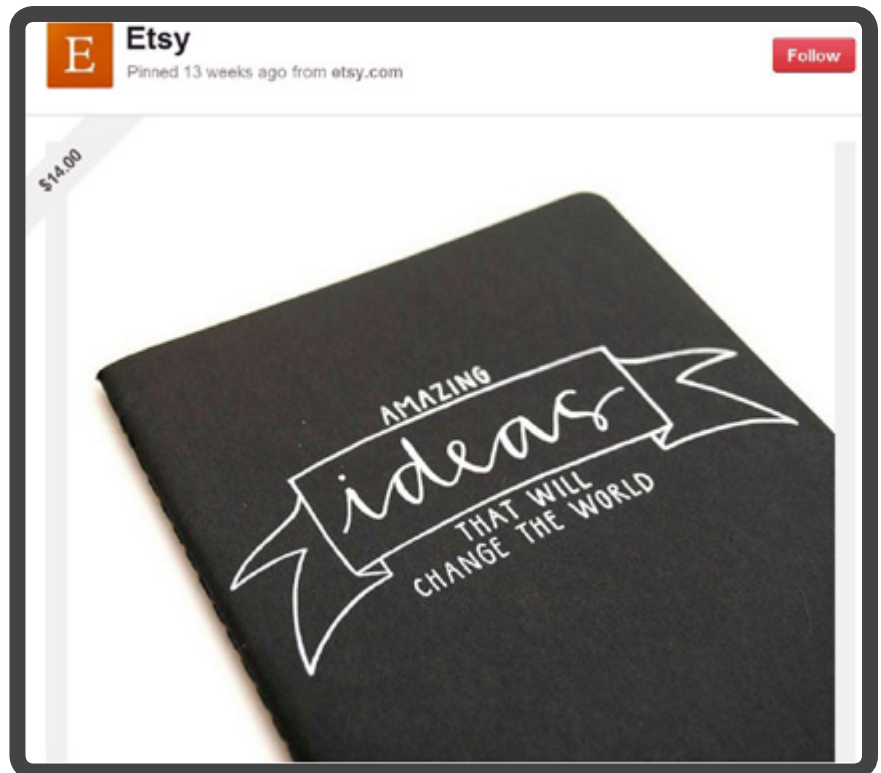 E
Etsy
Pinned 13 weeks ago from etsy.com
Follow
$14.00
AMAZING
ideas
THAT WILL
CHANGE THE WORLD